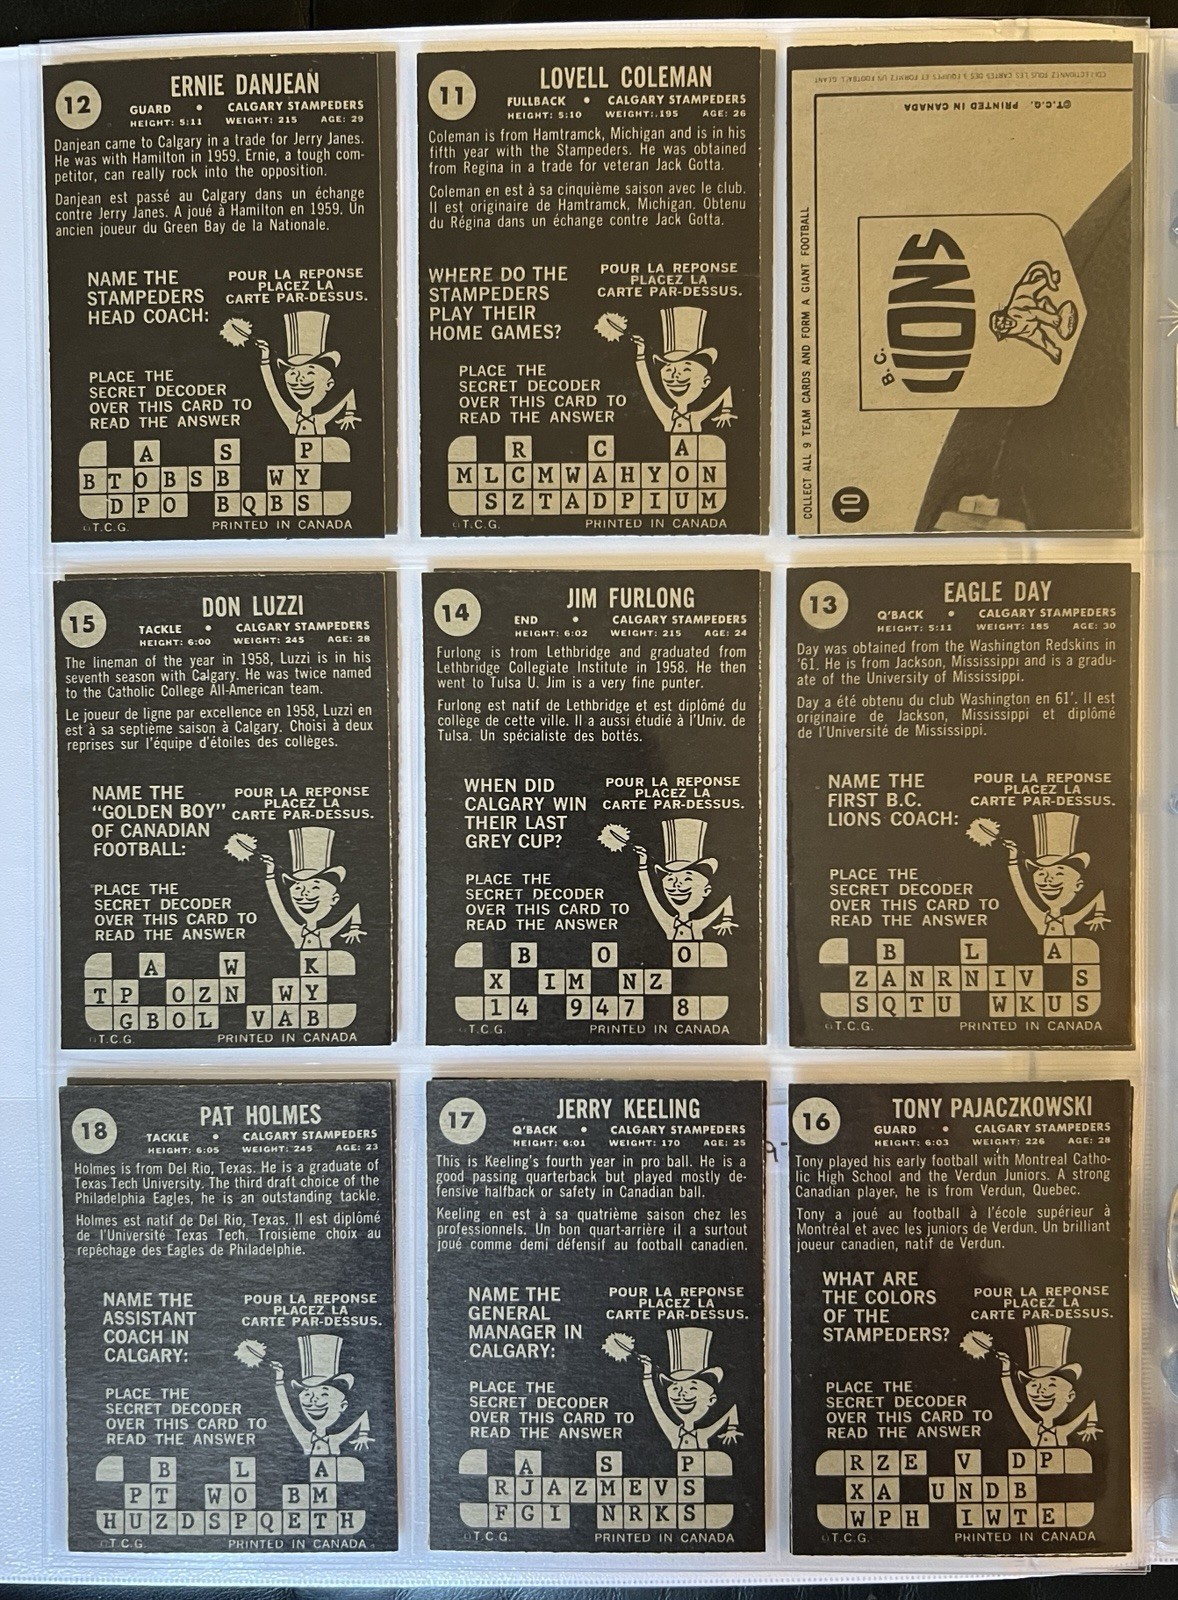 12
ERNIE DANJEAN
GUARD • CALGARY STAMPEDERS
HEIGHT: 5:11 WEIGHT: 215 AGE: 29
Danjean came to Calgary in a trade for Jerry Janes.
He was with Hamilton in 1959. Ernie, a tough com-
petitor, can really rock into the opposition.
Danjean est passé au Calgary dans un échange
contre Jerry Janes. A joué à Hamilton en 1959. Un
ancien joueur du Green Bay de la Nationale.
NAME THE
STAMPEDERS
HEAD COACH:
POUR LA REPONSE
PLACEZ LA
CARTE PAR-DESSUS.
PLACE THE
SECRET DECODER
OVER THIS CARD TO
READ THE ANSWER
A S P
B T O B S B W Y
D P O B Q B S
©T.C.G. PRINTED IN CANADA
11
LOVELL COLEMAN
FULLBACK • CALGARY STAMPEDERS
HEIGHT: 5:10 WEIGHT: 195 AGE: 26
Coleman is from Hamtramck, Michigan and is in his
fifth year with the Stampeders. He was obtained
from Regina in a trade for veteran Jack Gotta.
Coleman en est à sa cinquième saison avec le club.
Il est originaire de Hamtramck, Michigan. Obtenu
du Régina dans un échange contre Jack Gotta.
WHERE DO THE
STAMPEDERS
PLAY THEIR
HOME GAMES?
POUR LA REPONSE
PLACEZ LA
CARTE PAR-DESSUS.
PLACE THE
SECRET DECODER
OVER THIS CARD TO
READ THE ANSWER
R C A
M L C M W A H Y O N
S Z T A D P I U M
©T.C.G. PRINTED IN CANADA
COLLECTIONNEZ TOUS LES CARTES DES 9 EQUIPES ET FORMEZ UN FOOTBALL GEANT
©T.C.G. PRINTED IN CANADA
COLLECT ALL 9 TEAM CARDS AND FORM A GIANT FOOTBALL
B.C.
LIONS
10
15
DON LUZZI
TACKLE • CALGARY STAMPEDERS
HEIGHT: 6:00 WEIGHT: 245 AGE: 28
The lineman of the year in 1958, Luzzi is in his
seventh season with Calgary. He was twice named
to the Catholic College All-American team.
Le joueur de ligne par excellence en 1958, Luzzi en
est à sa septième saison à Calgary. Choisi à deux
reprises sur l'équipe d'étoiles des collèges.
NAME THE
"GOLDEN BOY"
OF CANADIAN
FOOTBALL:
POUR LA REPONSE
PLACEZ LA
CARTE PAR-DESSUS.
PLACE THE
SECRET DECODER
OVER THIS CARD TO
READ THE ANSWER
A W K
T P O Z N W Y
G B O L V A B
©T.C.G. PRINTED IN CANADA
14
JIM FURLONG
END • CALGARY STAMPEDERS
HEIGHT: 6:02 WEIGHT: 215 AGE: 24
Furlong is from Lethbridge and graduated from
Lethbridge Collegiate Institute in 1958. He then
went to Tulsa U. Jim is a very fine punter.
Furlong est natif de Lethbridge et est diplômé du
collège de cette ville. Il a aussi étudié à l'Univ. de
Tulsa. Un spécialiste des bottés.
WHEN DID
CALGARY WIN
THEIR LAST
GREY CUP?
POUR LA REPONSE
PLACEZ LA
CARTE PAR-DESSUS.
PLACE THE
SECRET DECODER
OVER THIS CARD TO
READ THE ANSWER
B O O
X I M N Z
1 4 9 4 7 8
©T.C.G. PRINTED IN CANADA
13
EAGLE DAY
Q'BACK • CALGARY STAMPEDERS
HEIGHT: 5:11 WEIGHT: 185 AGE: 30
Day was obtained from the Washington Redskins in
'61. He is from Jackson, Mississippi and is a gradu-
ate of the University of Mississippi.
Day a été obtenu du club Washington en 61'. Il est
originaire de Jackson, Mississippi et diplômé
de l'Université de Mississippi.
NAME THE
FIRST B.C.
LIONS COACH:
POUR LA REPONSE
PLACEZ LA
CARTE PAR-DESSUS.
PLACE THE
SECRET DECODER
OVER THIS CARD TO
READ THE ANSWER
B L A
Z A N R N I V S
S Q T U W K U S
©T.C.G. PRINTED IN CANADA
18
PAT HOLMES
TACKLE • CALGARY STAMPEDERS
HEIGHT: 6:05 WEIGHT: 245 AGE: 23
Holmes is from Del Rio, Texas. He is a graduate of
Texas Tech University. The third draft choice of the
Philadelphia Eagles, he is an outstanding tackle.
Holmes est natif de Del Rio, Texas. Il est diplômé
de l'Université Texas Tech. Troisième choix au
repêchage des Eagles de Philadelphie.
NAME THE
ASSISTANT
COACH IN
CALGARY:
POUR LA REPONSE
PLACEZ LA
CARTE PAR-DESSUS.
PLACE THE
SECRET DECODER
OVER THIS CARD TO
READ THE ANSWER
B L A
P T W O B M
H U Z D S P Q E T H
©T.C.G. PRINTED IN CANADA
17
JERRY KEELING
Q'BACK • CALGARY STAMPEDERS
HEIGHT: 6:01 WEIGHT: 170 AGE: 25
This is Keeling's fourth year in pro ball. He is a
good passing quarterback but played mostly de-
fensive halfback or safety in Canadian ball.
Keeling en est à sa quatrième saison chez les
professionnels. Un bon quart-arrière il a surtout
joué comme demi défensif au football canadien.
NAME THE
GENERAL
MANAGER IN
CALGARY:
POUR LA REPONSE
PLACEZ LA
CARTE PAR-DESSUS.
PLACE THE
SECRET DECODER
OVER THIS CARD TO
READ THE ANSWER
A S P
R J A Z M E V S
F G I N R K S
©T.C.G. PRINTED IN CANADA
16
TONY PAJACZKOWSKI
GUARD • CALGARY STAMPEDERS
HEIGHT: 6:03 WEIGHT: 226 AGE: 28
Tony played his early football with Montreal Catho-
lic High School and the Verdun Juniors. A strong
Canadian player, he is from Verdun, Quebec.
Tony a joué au football à l'école supérieur à
Montréal et avec les juniors de Verdun. Un brilliant
joueur canadien, natif de Verdun.
WHAT ARE
THE COLORS
OF THE
STAMPEDERS?
POUR LA REPONSE
PLACEZ LA
CARTE PAR-DESSUS.
PLACE THE
SECRET DECODER
OVER THIS CARD TO
READ THE ANSWER
R Z E V D P
X A U N D B
W P H I W T E
©T.C.G. PRINTED IN CANADA